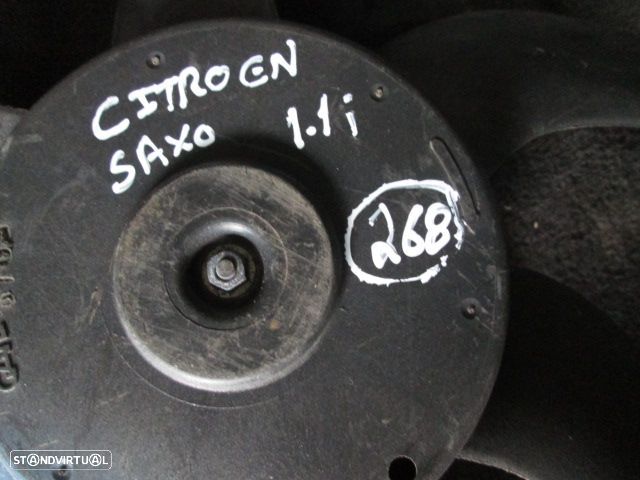 CITROEN
SAXO 1.1i
268
STANDVIRTUAL